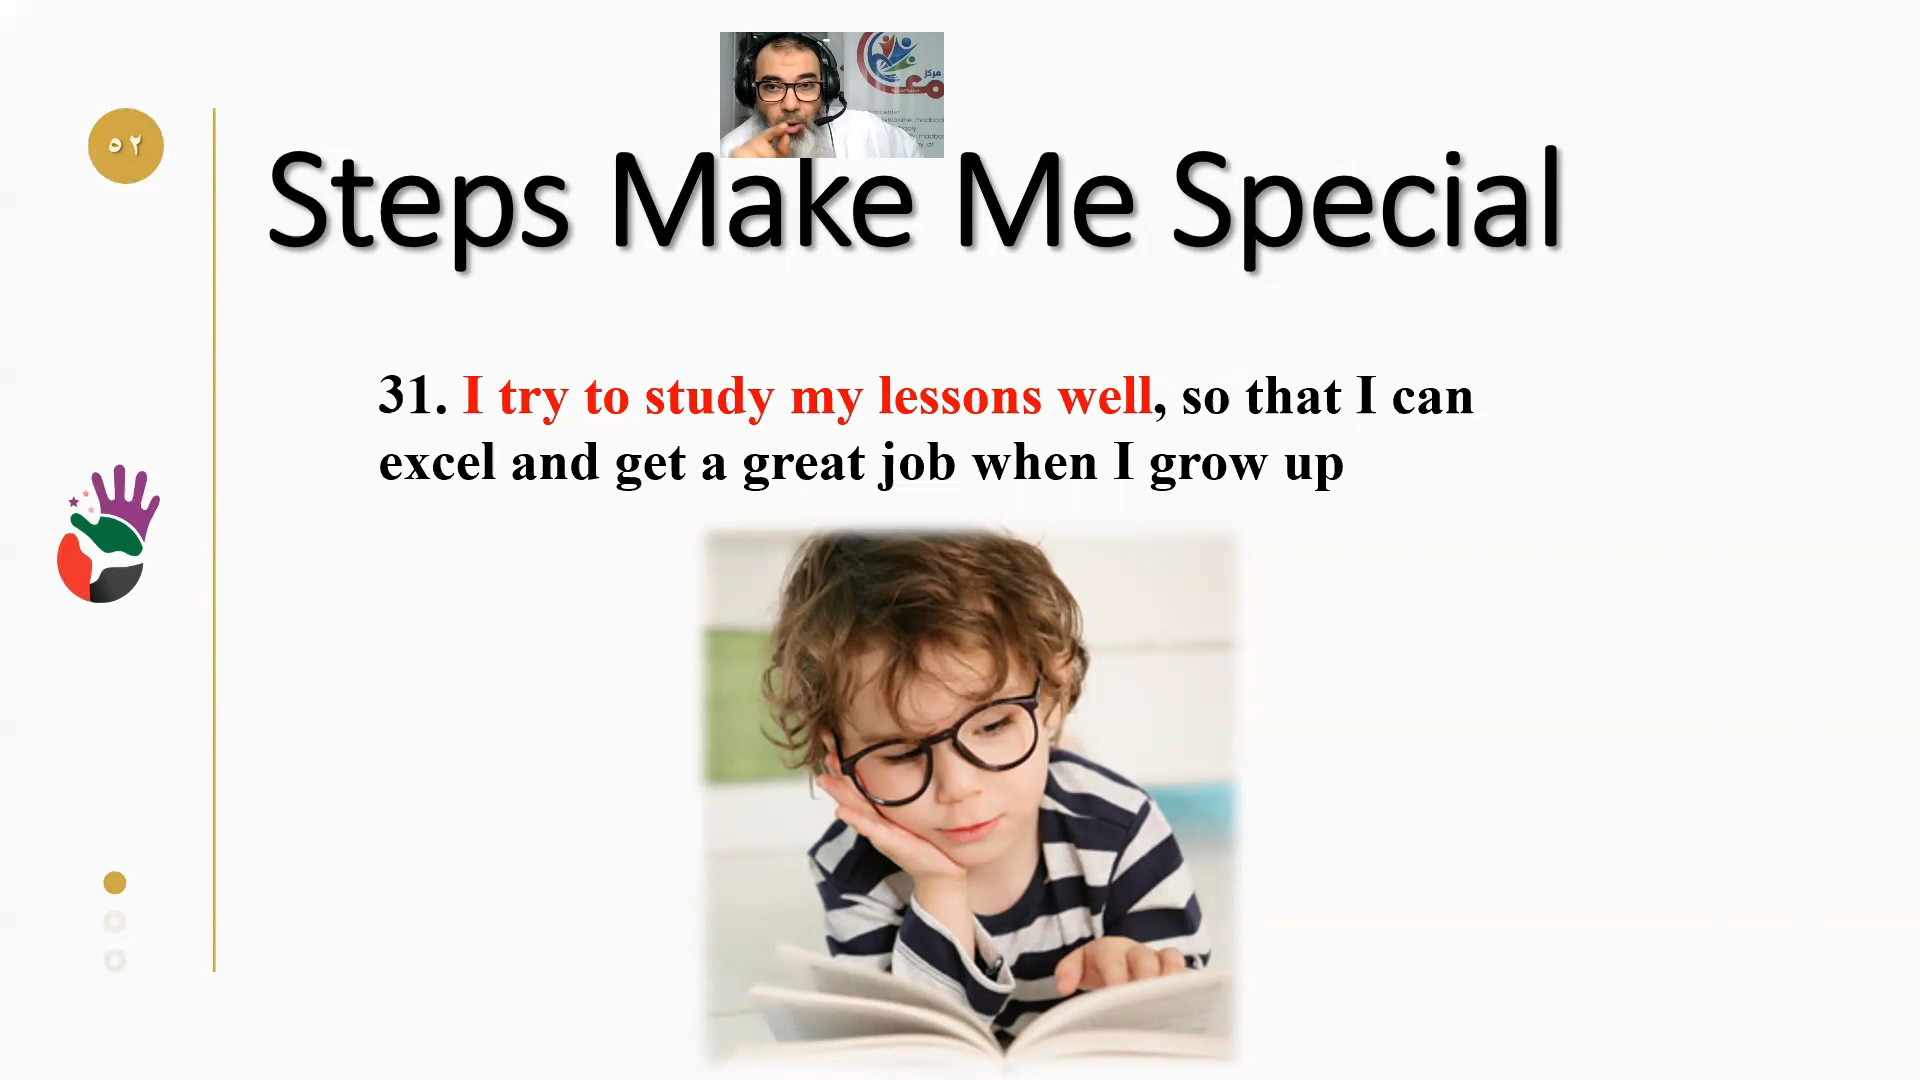 مركز
٥٢
Steps Make Me Special
31. I try to study my lessons well, so that I can
excel and get a great job when I grow up